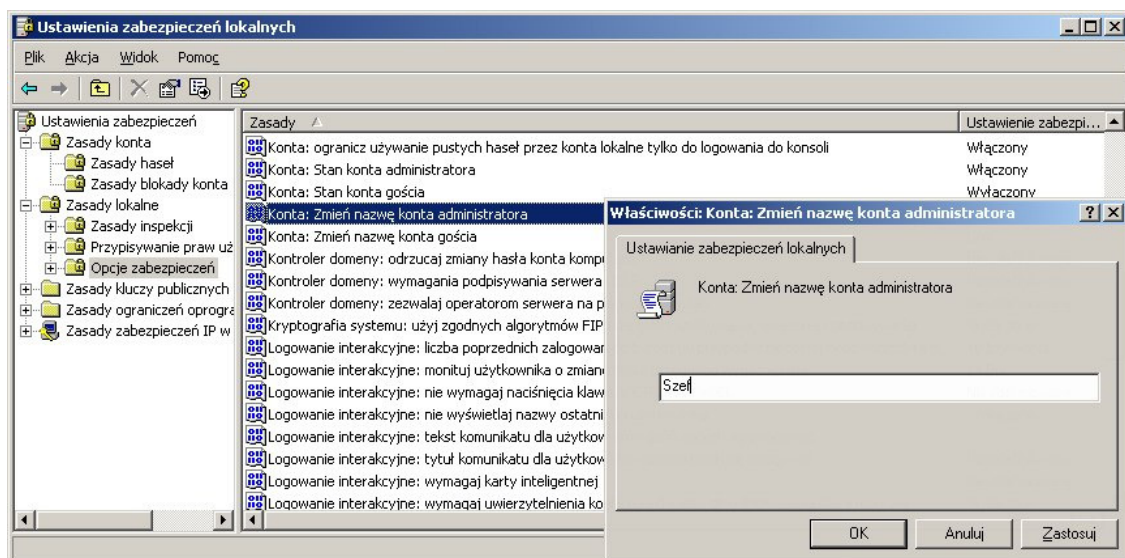 Ustawienia zabezpieczeń lokalnych
Plik Akcja Widok Pomoc
Ustawienia zabezpieczeń
Zasady konta
Zasady haseł
Zasady blokady konta
Zasady lokalne
Zasady inspekcji
Przypisywanie praw uż
Opcje zabezpieczeń
Zasady kluczy publicznych
Zasady ograniczeń oprogra
Zasady zabezpieczeń IP w
Zasady Ustawienie zabezpi...
Konta: ogranicz używanie pustych haseł przez konta lokalne tylko do logowania do konsoli Włączony
Konta: Stan konta administratora Włączony
Konta: Stan konta gościa Wyłączony
Konta: Zmień nazwę konta administratora
Konta: Zmień nazwę konta gościa
Kontroler domeny: odrzucaj zmiany hasła konta kompu
Kontroler domeny: wymagania podpisywania serwera
Kontroler domeny: zezwalaj operatorom serwera na p
Kryptografia systemu: użyj zgodnych algorytmów FIP
Logowanie interakcyjne: liczba poprzednich zalogowań
Logowanie interakcyjne: monituj użytkownika o zmianę
Logowanie interakcyjne: nie wymagaj naciśnięcia klaw
Logowanie interakcyjne: nie wyświetlaj nazwy ostatni
Logowanie interakcyjne: tekst komunikatu dla użytkow
Logowanie interakcyjne: tytuł komunikatu dla użytkow
Logowanie interakcyjne: wymagaj karty inteligentnej
Logowanie interakcyjne: wymagaj uwierzytelnienia ko
Właściwości: Konta: Zmień nazwę konta administratora
Ustawianie zabezpieczeń lokalnych
Konta: Zmień nazwę konta administratora
Szef
OK Anuluj Zastosuj